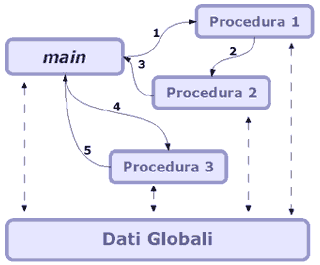 Procedura 1
1
2
main
3
Procedura 2
4
5
Procedura 3
Dati Globali